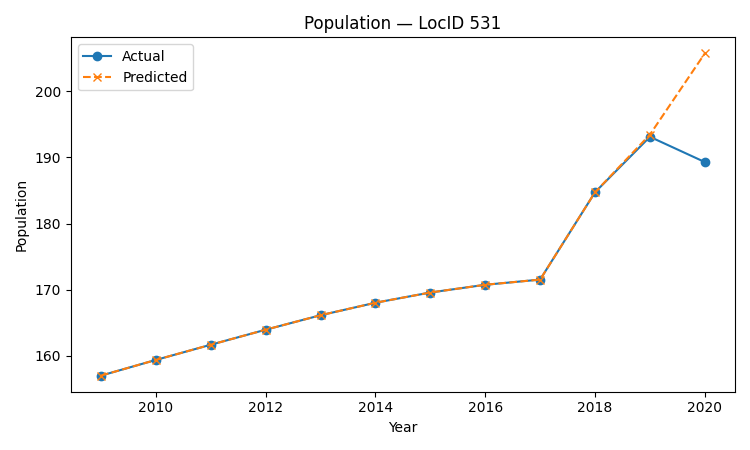 Population — LocID 531
Actual
Predicted
Population
200
190
180
170
160
2010
2012
2014
2016
2018
2020
Year